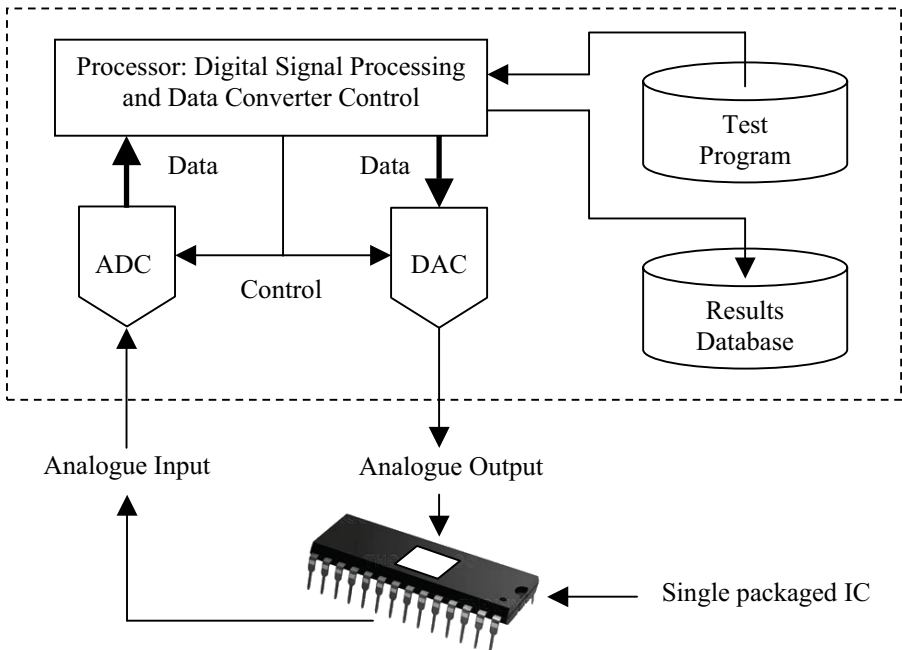 Processor: Digital Signal Processing
and Data Converter Control
Test
Program
Data
Data
ADC
DAC
Control
Results
Database
Analogue Input
Analogue Output
Single packaged IC